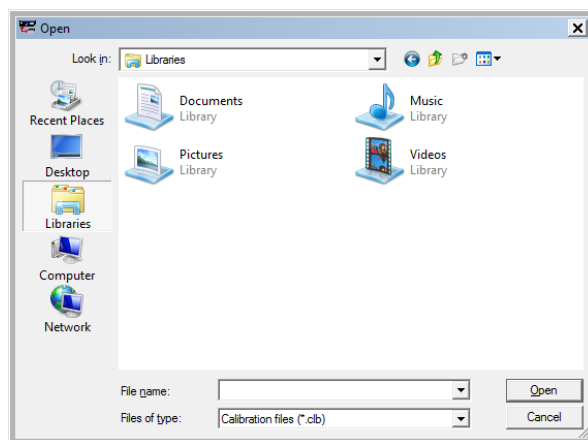 Open
Look in: Libraries
Recent Places
Desktop
Libraries
Computer
Network
Documents
Library
Music
Library
Pictures
Library
Videos
Library
File name:
Open
Files of type: Calibration files (*.clb)
Cancel